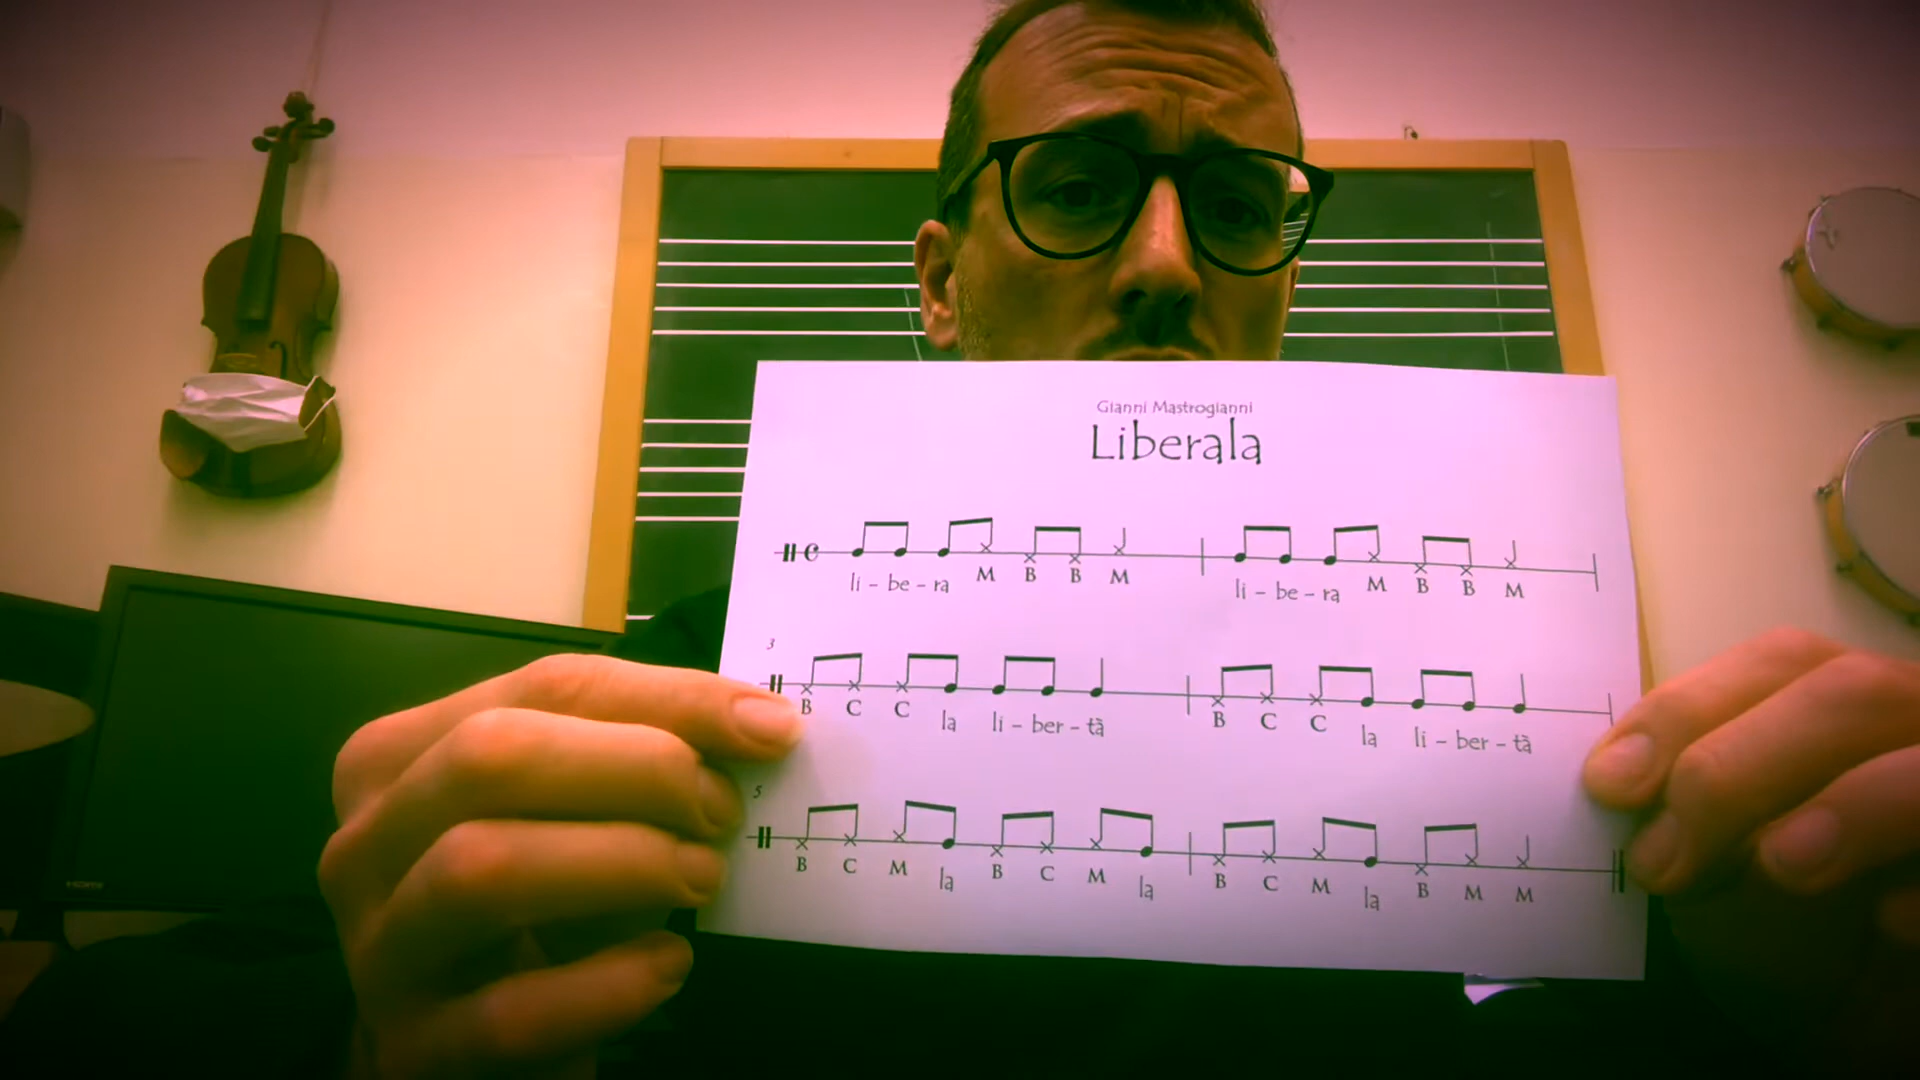 Gianni Mastrogianni
Liberala
li - be - ra M B B M li - be - ra M B B M
3
B C C la li - ber - tà B C C la li - ber - tà
5
B C M la B C M la B C M la B M M